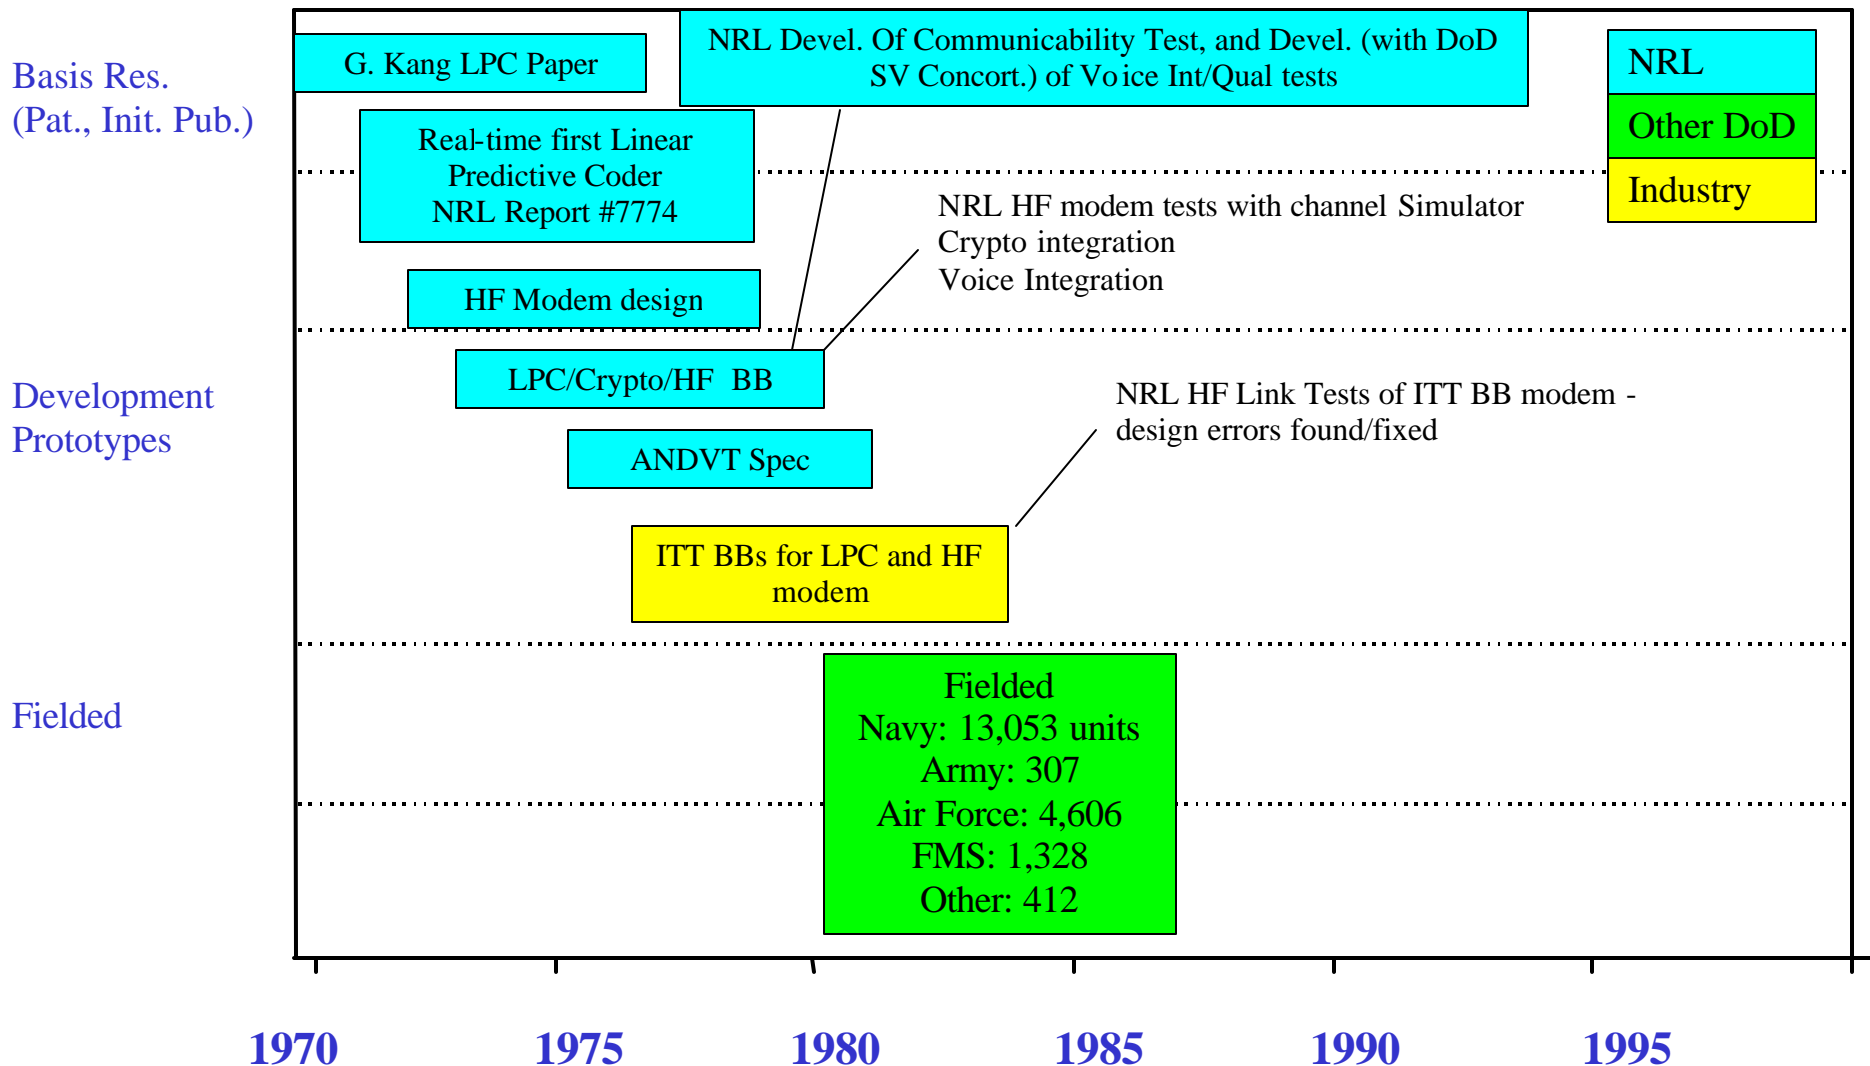 Basis Res.
(Pat., Init. Pub.)
G. Kang LPC Paper
NRL Devel. Of Communicability Test, and Devel. (with DoD
SV Concort.) of Voice Int/Qual tests
NRL
Other DoD
Industry
Real-time first Linear
Predictive Coder
NRL Report #7774
NRL HF modem tests with channel Simulator
Crypto integration
Voice Integration
HF Modem design
Development
Prototypes
LPC/Crypto/HF BB
NRL HF Link Tests of ITT BB modem -
design errors found/fixed
ANDVT Spec
ITT BBs for LPC and HF
modem
Fielded
Fielded
Navy: 13,053 units
Army: 307
Air Force: 4,606
FMS: 1,328
Other: 412
1970 1975 1980 1985 1990 1995